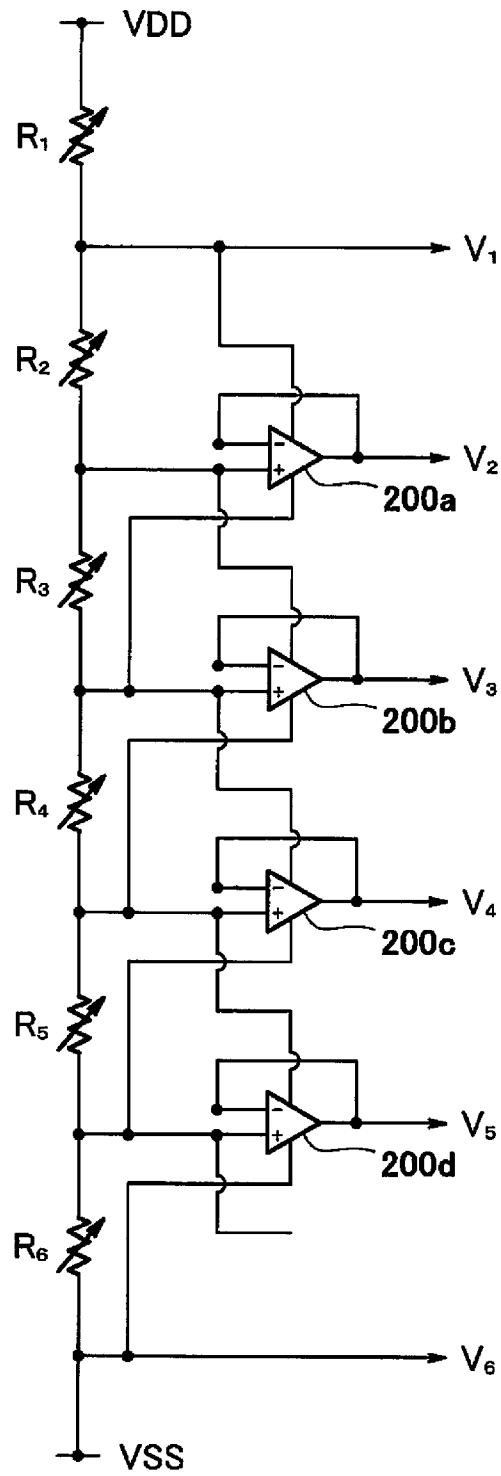 VDD
R₁
V₁
R₂
-
+
V₂
200a
R₃
-
+
V₃
200b
R₄
-
+
V₄
200c
R₅
-
+
V₅
200d
R₆
V₆
VSS